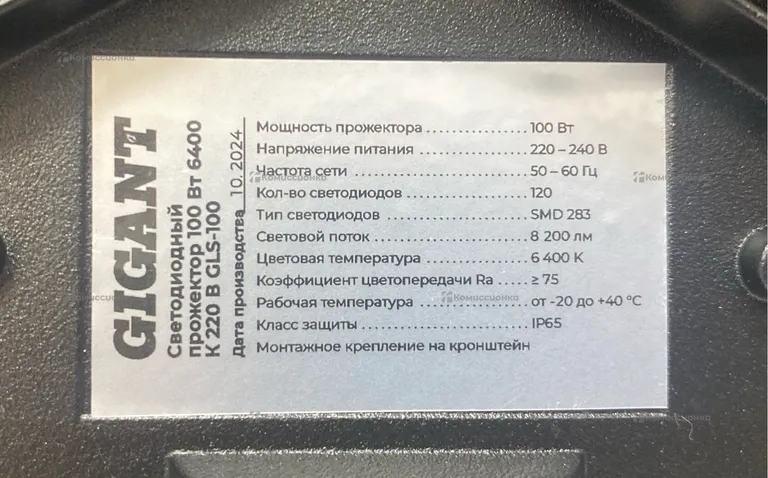 GIGANT
Светодиодный
прожектор 100 Вт 6400
К 220 В GLS-100
Дата производства 10.2024
Мощность прожектора 100 Вт
Напряжение питания 220 – 240 В
Частота сети 50 – 60 Гц
Кол-во светодиодов 120
Тип светодиодов SMD 283
Световой поток 8 200 лм
Цветовая температура 6 400 K
Коэффициент цветопередачи Ra ≥ 75
Рабочая температура от -20 до +40 °C
Класс защиты IP65
Монтажное крепление на кронштейн
Комиссионка
Комиссионка
Комиссионка